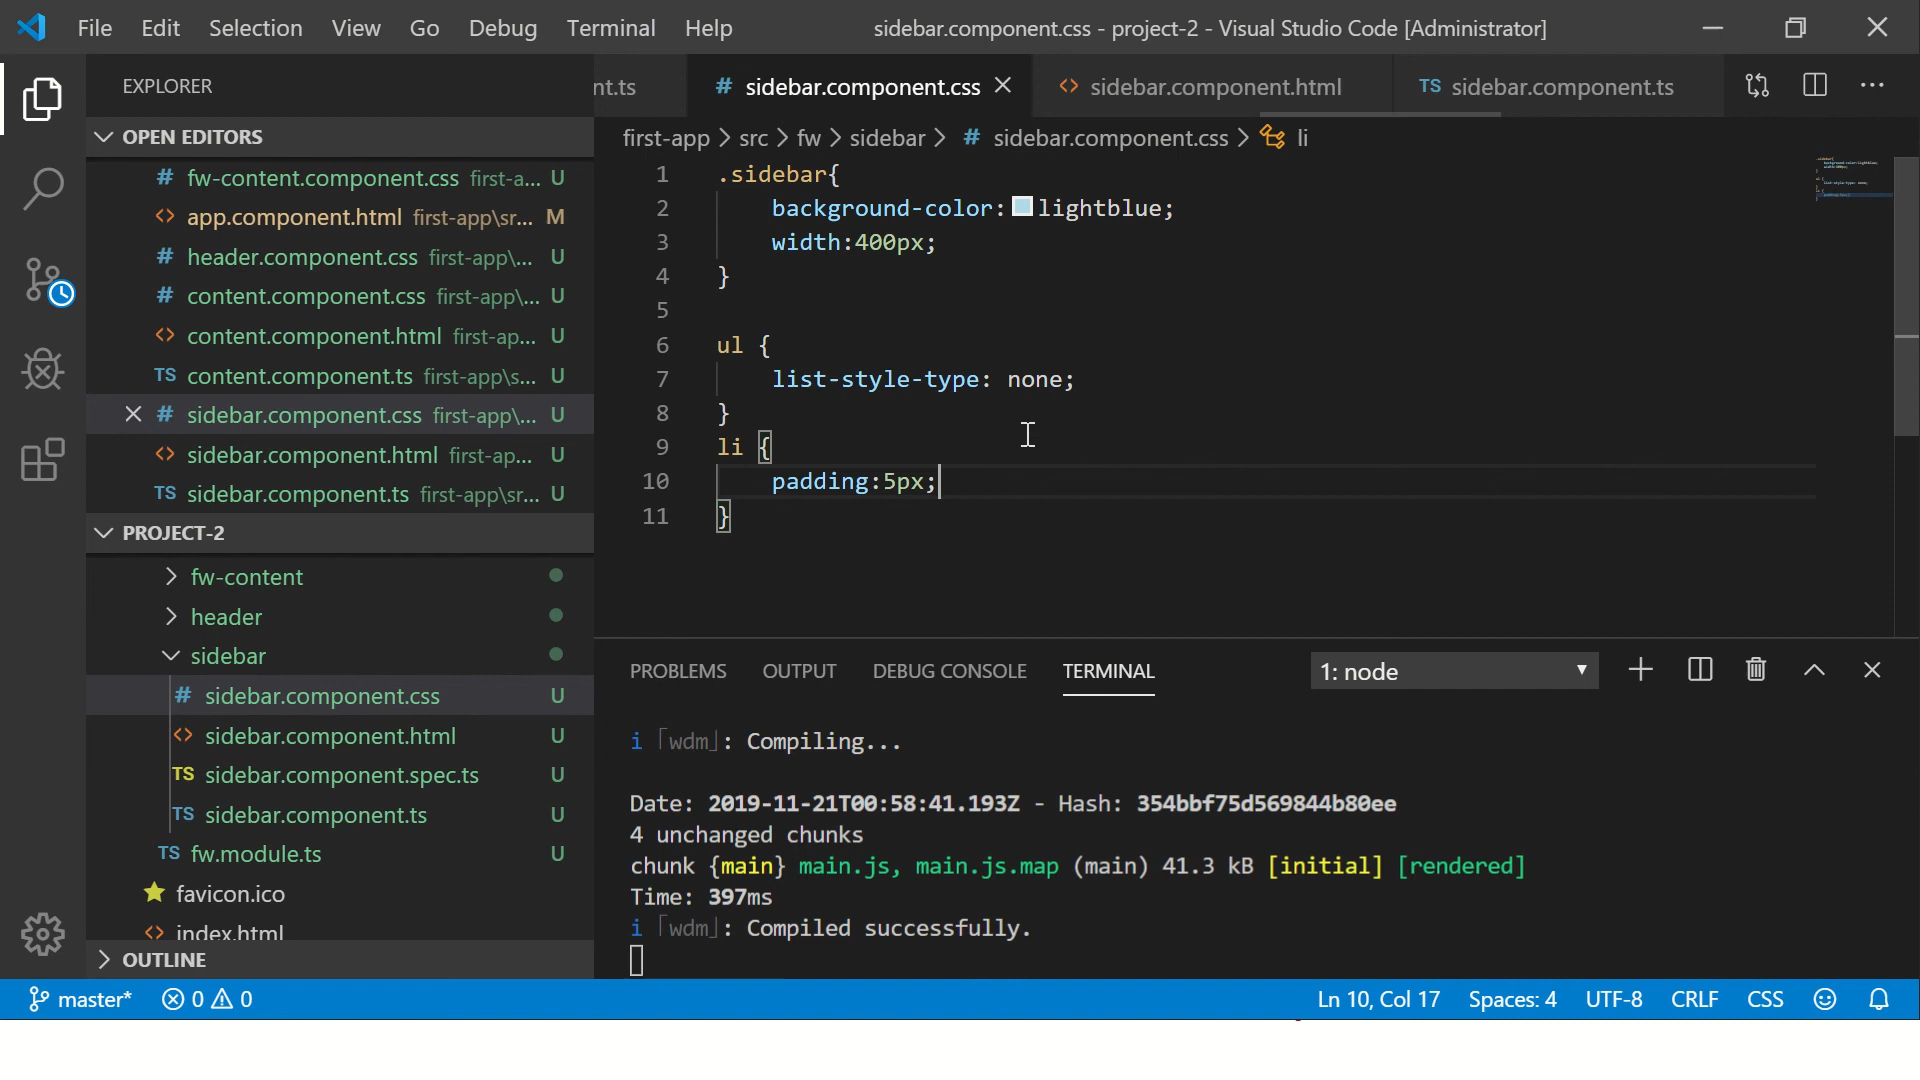 File Edit Selection View Go Debug Terminal Help sidebar.component.css - project-2 - Visual Studio Code [Administrator]
EXPLORER
nt.ts # sidebar.component.css <> sidebar.component.html TS sidebar.component.ts
OPEN EDITORS
# fw-content.component.css first-a... U
<> app.component.html first-app\sr... M
# header.component.css first-app\... U
# content.component.css first-app\... U
<> content.component.html first-ap... U
TS content.component.ts first-app\s... U
# sidebar.component.css first-app\... U
<> sidebar.component.html first-ap... U
TS sidebar.component.ts first-app\sr... U
PROJECT-2
fw-content
header
sidebar
# sidebar.component.css U
<> sidebar.component.html U
TS sidebar.component.spec.ts U
TS sidebar.component.ts U
TS fw.module.ts U
favicon.ico
<> index.html
OUTLINE
first-app > src > fw > sidebar > # sidebar.component.css > li
1 .sidebar{
2 background-color: lightblue;
3 width:400px;
4 }
5
6 ul {
7 list-style-type: none;
8 }
9 li {
10 padding:5px;
11 }
PROBLEMS OUTPUT DEBUG CONSOLE TERMINAL 1: node
i ｢wdm｣: Compiling...
Date: 2019-11-21T00:58:41.193Z - Hash: 354bbf75d569844b80ee
4 unchanged chunks
chunk {main} main.js, main.js.map (main) 41.3 kB [initial] [rendered]
Time: 397ms
i ｢wdm｣: Compiled successfully.
master* 0 0 Ln 10, Col 17 Spaces: 4 UTF-8 CRLF CSS